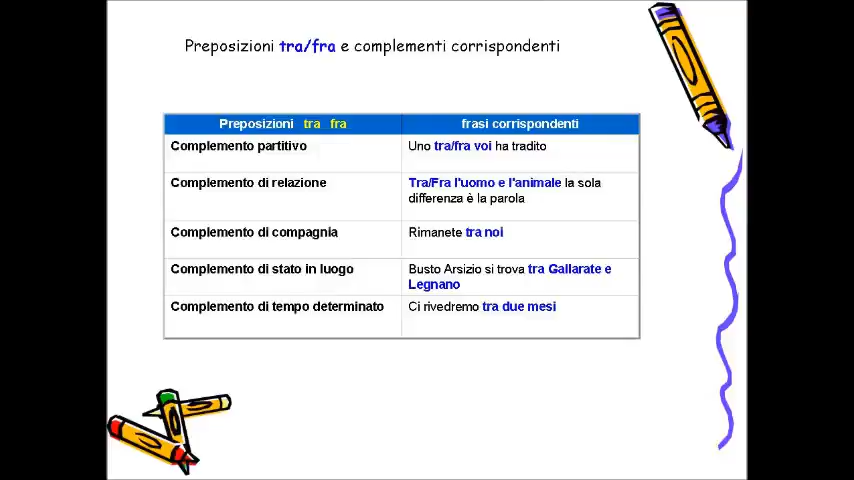 Preposizioni tra/fra e complementi corrispondenti
Preposizioni tra fra
frasi corrispondenti
Complemento partitivo
Uno tra/fra voi ha tradito
Complemento di relazione
Tra/Fra l'uomo e l'animale la sola
differenza è la parola
Complemento di compagnia
Rimanete tra noi
Complemento di stato in luogo
Busto Arsizio si trova tra Gallarate e
Legnano
Complemento di tempo determinato
Ci rivedremo tra due mesi